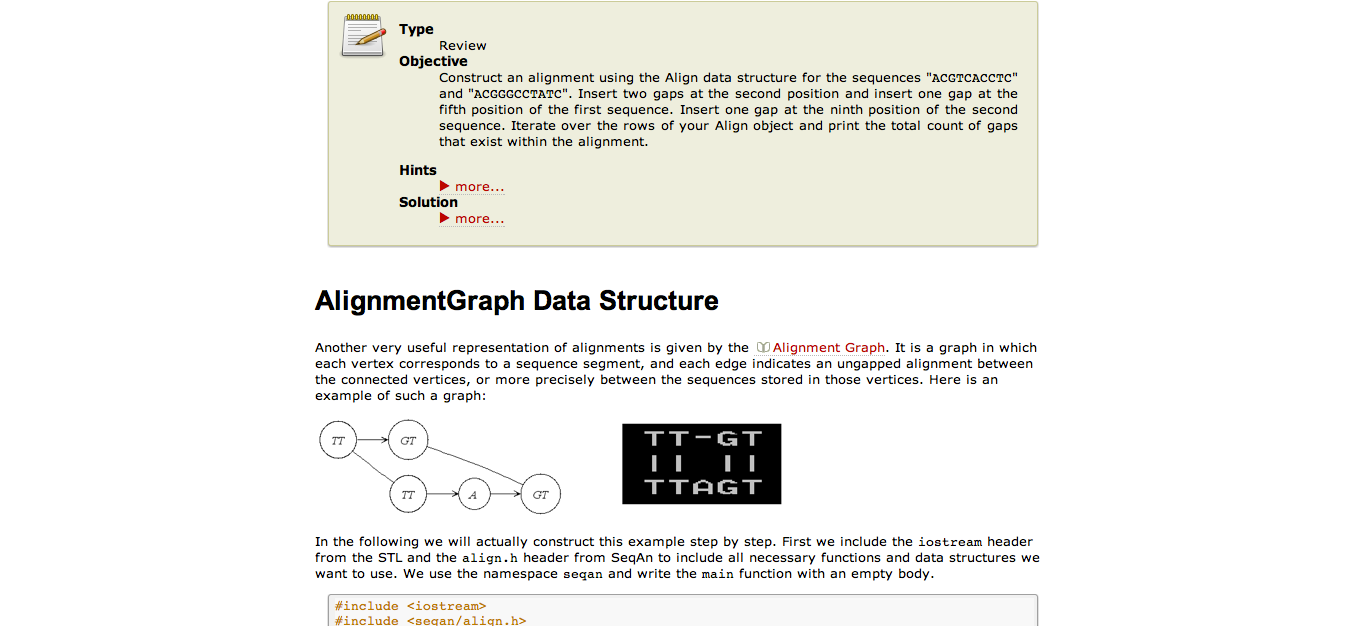 Type
Review
Objective
Construct an alignment using the Align data structure for the sequences "ACGTCACCTC"
and "ACGGGCCTATC". Insert two gaps at the second position and insert one gap at the
fifth position of the first sequence. Insert one gap at the ninth position of the second
sequence. Iterate over the rows of your Align object and print the total count of gaps
that exist within the alignment.
Hints
more...
Solution
more...
AlignmentGraph Data Structure
Another very useful representation of alignments is given by the Alignment Graph. It is a graph in which
each vertex corresponds to a sequence segment, and each edge indicates an ungapped alignment between
the connected vertices, or more precisely between the sequences stored in those vertices. Here is an
example of such a graph:
TT
GT
TT
A
GT
TT-GT
|| ||
TTAGT
In the following we will actually construct this example step by step. First we include the iostream header
from the STL and the align.h header from SeqAn to include all necessary functions and data structures we
want to use. We use the namespace seqan and write the main function with an empty body.
#include <iostream>
#include <seqan/align.h>